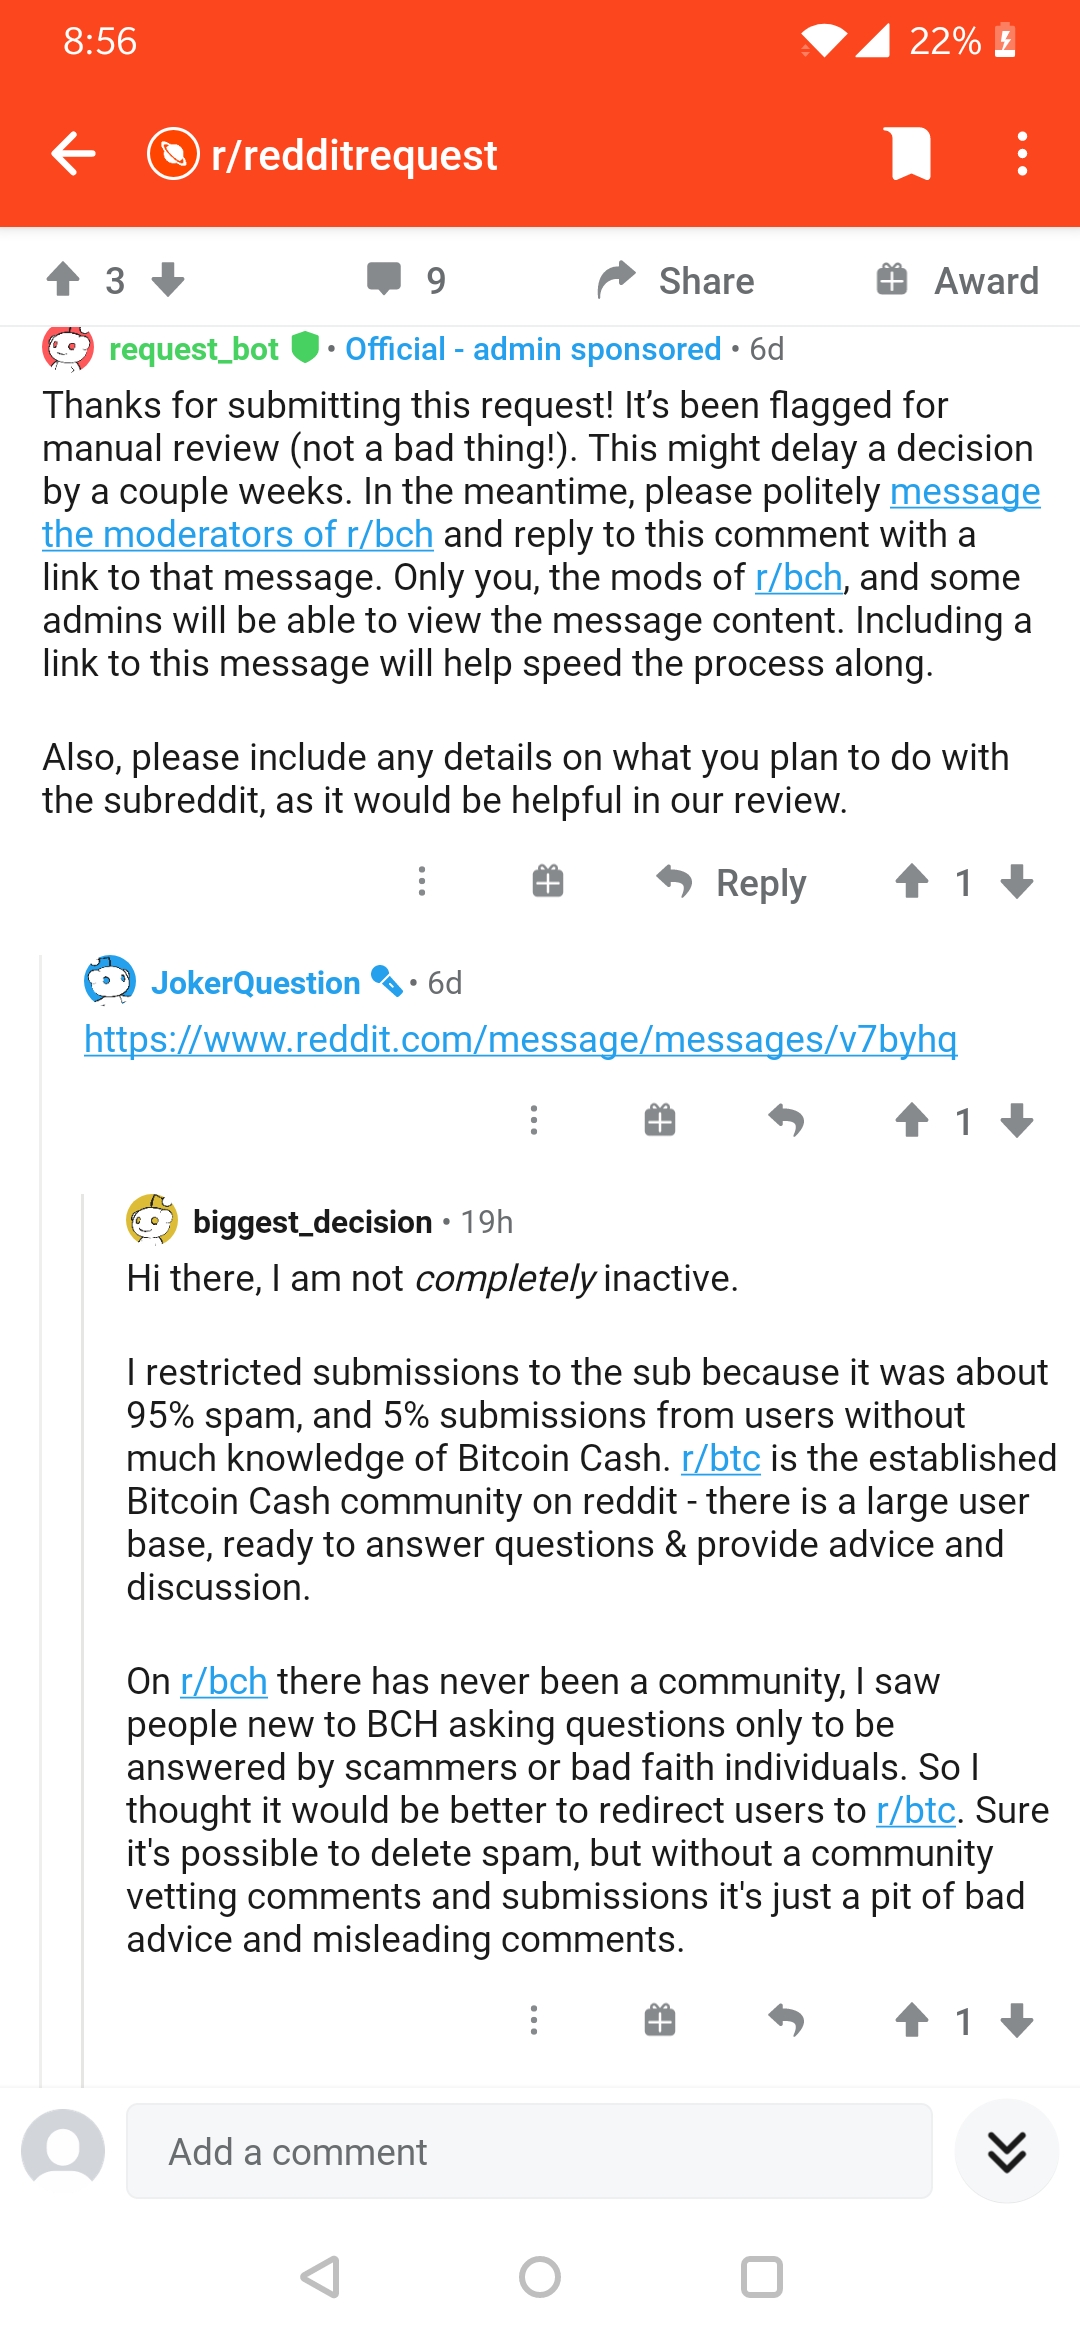 8:56
22%
r/redditrequest
3
9
Share
Award
request_bot • Official - admin sponsored • 6d
Thanks for submitting this request! It’s been flagged for
manual review (not a bad thing!). This might delay a decision
by a couple weeks. In the meantime, please politely message
the moderators of r/bch and reply to this comment with a
link to that message. Only you, the mods of r/bch, and some
admins will be able to view the message content. Including a
link to this message will help speed the process along.
Also, please include any details on what you plan to do with
the subreddit, as it would be helpful in our review.
Reply
1
JokerQuestion • 6d
https://www.reddit.com/message/messages/v7byhq
1
biggest_decision • 19h
Hi there, I am not completely inactive.
I restricted submissions to the sub because it was about
95% spam, and 5% submissions from users without
much knowledge of Bitcoin Cash. r/btc is the established
Bitcoin Cash community on reddit - there is a large user
base, ready to answer questions & provide advice and
discussion.
On r/bch there has never been a community, I saw
people new to BCH asking questions only to be
answered by scammers or bad faith individuals. So I
thought it would be better to redirect users to r/btc. Sure
it's possible to delete spam, but without a community
vetting comments and submissions it's just a pit of bad
advice and misleading comments.
1
Add a comment